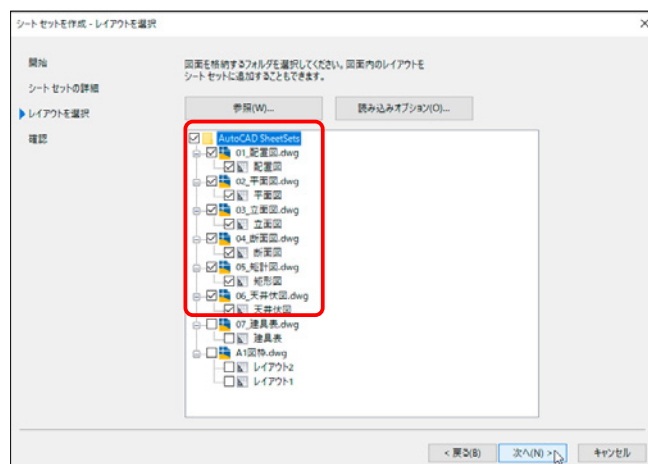 シート セットを作成 - レイアウトを選択
開始
シート セットの詳細
レイアウトを選択
確認
図面を格納するフォルダを選択してください。図面内のレイアウトを
シート セットに追加することもできます。
参照(W)...
読み込みオプション(O)...
AutoCAD SheetSets
01_配置図.dwg
配置図
02_平面図.dwg
平面図
03_立面図.dwg
立面図
04_断面図.dwg
断面図
05_矩計図.dwg
矩形図
06_天井伏図.dwg
天井伏図
07_建具表.dwg
建具表
A1図枠.dwg
レイアウト2
レイアウト1
< 戻る(B)
次へ(N) >
キャンセル